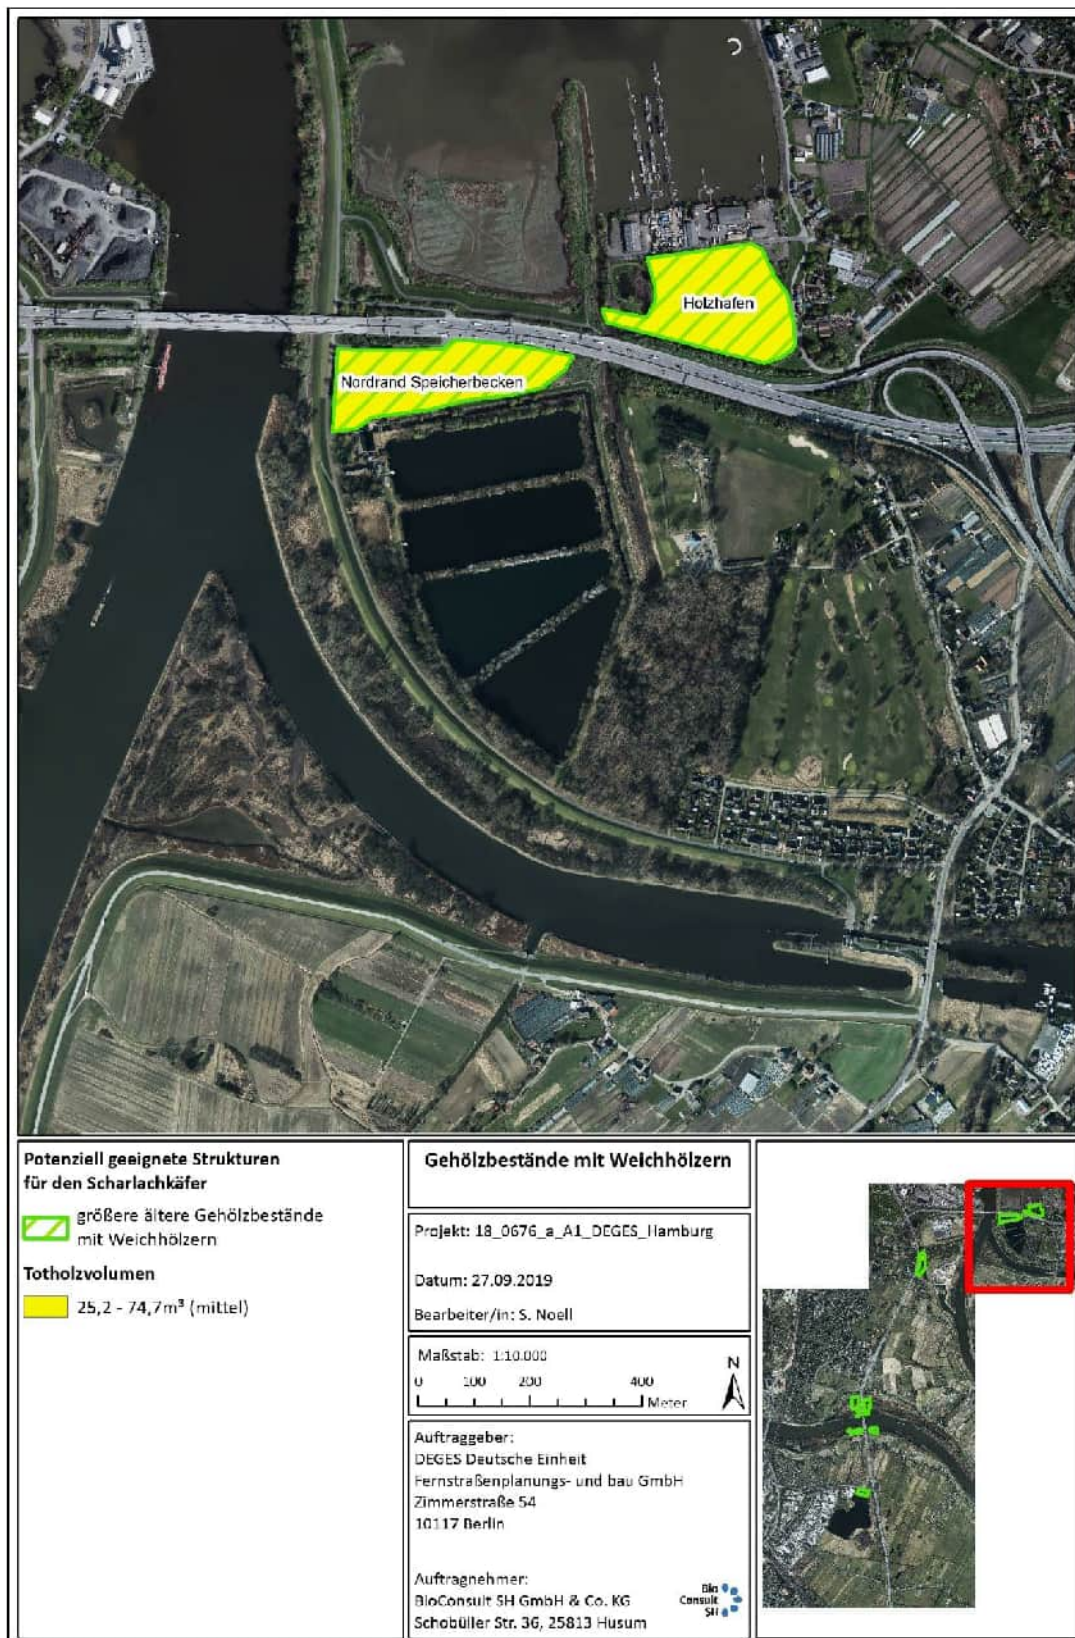 Holzhafen
Nordrand Speicherbecken
Potenziell geeignete Strukturen
für den Scharlachkäfer
größere ältere Gehölzbestände
mit Weichhölzern
Totholzvolumen
25,2 - 74,7m³ (mittel)
Gehölzbestände mit Weichhölzern
Projekt: 18_0676_a_A1_DEGES_Hamburg
Datum: 27.09.2019
Bearbeiter/in: S. Noell
Maßstab: 1:10.000
0 100 200 400
Meter
N
Auftraggeber:
DEGES Deutsche Einheit
Fernstraßenplanungs- und bau GmbH
Zimmerstraße 54
10117 Berlin
Auftragnehmer:
BioConsult SH GmbH & Co. KG
Schobüller Str. 36, 25813 Husum
Bio
Consult
SH